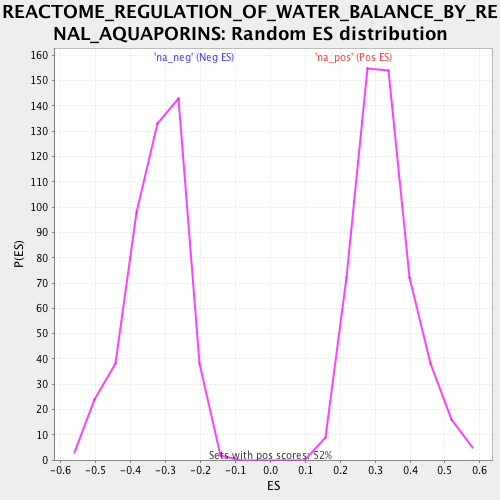 REACTOME_REGULATION_OF_WATER_BALANCE_BY_RE
NAL_AQUAPORINS: Random ES distribution
'na_neg' (Neg ES) 'na_pos' (Pos ES)
160
150
140
130
120
110
100
90
80
70
60
50
40
30
20
10
0
P(ES)
Sets with pos scores: 52%
-0.6 -0.5 -0.4 -0.3 -0.2 -0.1 0.0 0.1 0.2 0.3 0.4 0.5 0.6
ES